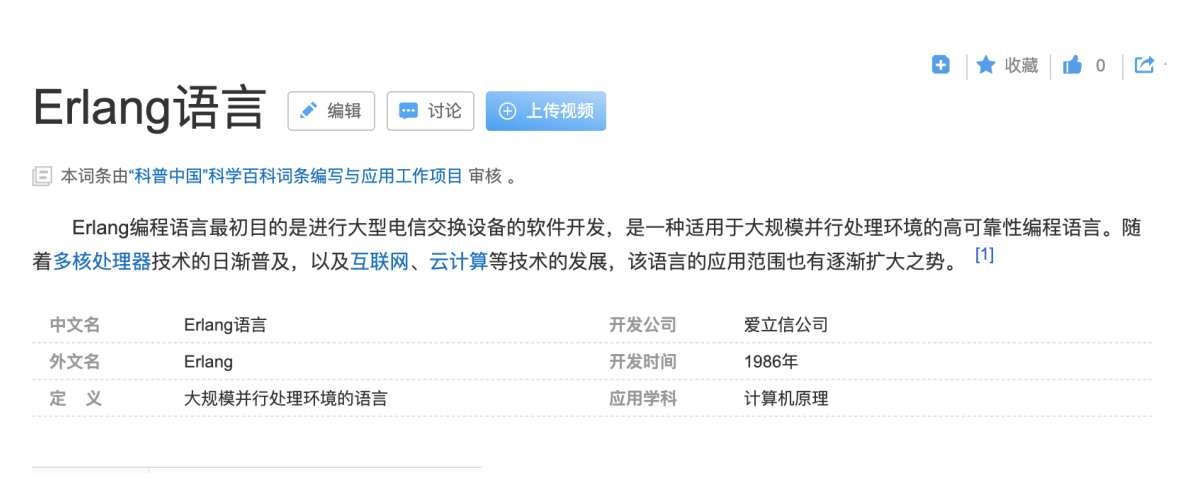 收藏
0
Erlang语言
编辑
讨论
上传视频
本词条由“科普中国”科学百科词条编写与应用工作项目 审核 。
Erlang编程语言最初目的是进行大型电信交换设备的软件开发，是一种适用于大规模并行处理环境的高可靠性编程语言。随
着多核处理器技术的日渐普及，以及互联网、云计算等技术的发展，该语言的应用范围也有逐渐扩大之势。 [1]
中文名 Erlang语言 开发公司 爱立信公司
外文名 Erlang 开发时间 1986年
定 义 大规模并行处理环境的语言 应用学科 计算机原理